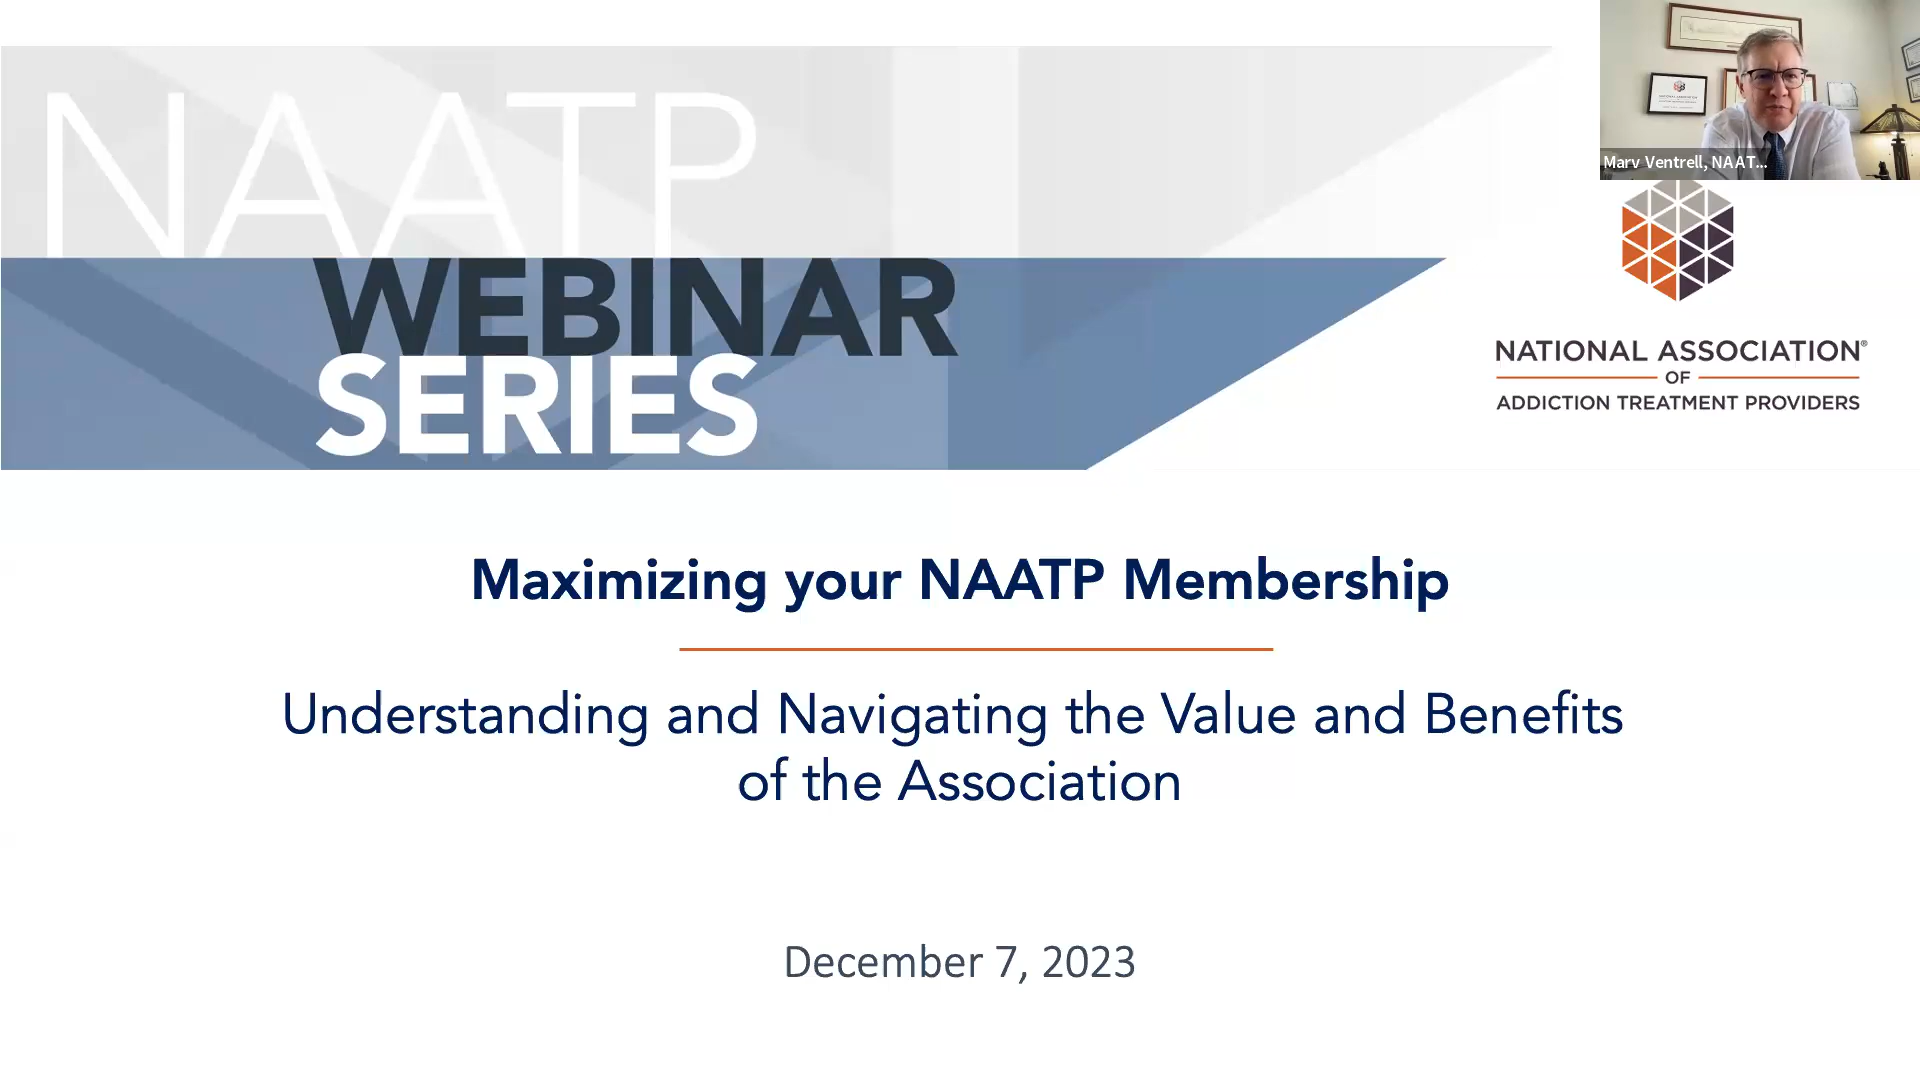 NAATP
WEBINAR
SERIES
Marv Ventrell, NAAT...
NATIONAL ASSOCIATION®
OF
ADDICTION TREATMENT PROVIDERS
Maximizing your NAATP Membership
Understanding and Navigating the Value and Benefits
of the Association
December 7, 2023